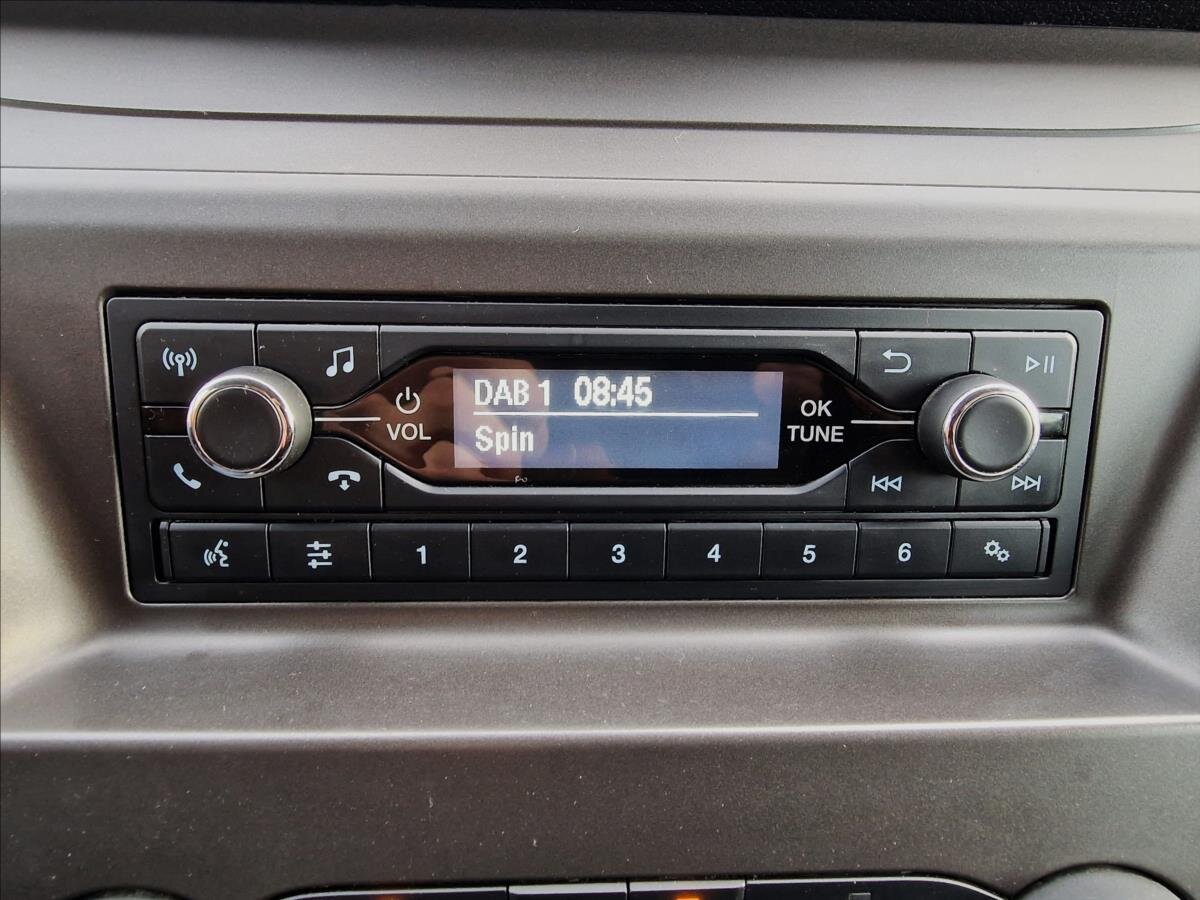 DAB 1 08:45
Spin
VOL
OK
TUNE
1 2 3 4 5 6